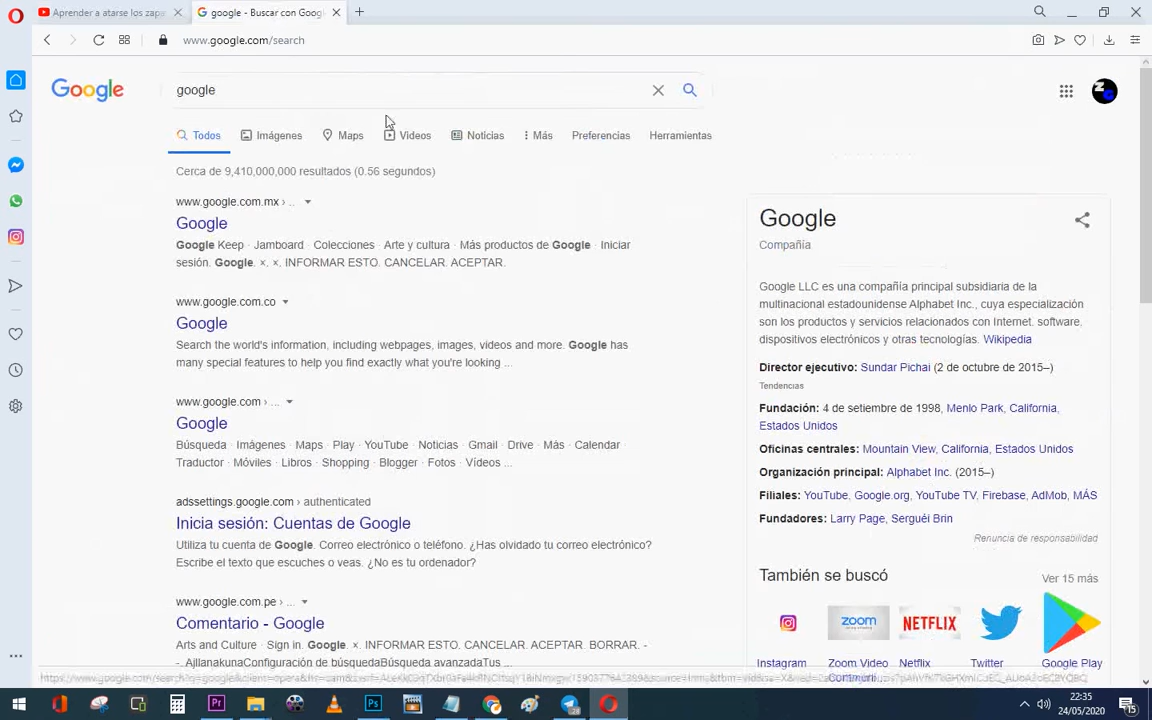 Aprender a atarse los zapa
google - Buscar con Google
www.google.com/search
Google
google
Todos
Imágenes
Maps
Videos
Noticias
Más
Preferencias
Herramientas
Cerca de 9,410,000,000 resultados (0.56 segundos)
www.google.com.mx › ..
Google
Google Keep · Jamboard · Colecciones · Arte y cultura · Más productos de Google · Iniciar
sesión. Google. ×. ×. INFORMAR ESTO. CANCELAR. ACEPTAR.
www.google.com.co
Google
Search the world's information, including webpages, images, videos and more. Google has
many special features to help you find exactly what you're looking ...
www.google.com › ...
Google
Búsqueda · Imágenes · Maps · Play · YouTube · Noticias · Gmail · Drive · Más · Calendar ·
Traductor · Móviles · Libros · Shopping · Blogger · Fotos · Vídeos ...
adssettings.google.com › authenticated
Inicia sesión: Cuentas de Google
Utiliza tu cuenta de Google. Correo electrónico o teléfono. ¿Has olvidado tu correo electrónico?
Escribe el texto que escuches o veas. ¿No es tu ordenador?
www.google.com.pe › ...
Comentario - Google
Arts and Culture · Sign in. Google. ×. INFORMAR ESTO. CANCELAR. ACEPTAR. BORRAR. -
-. AjllanakunaConfiguración de búsquedaBúsqueda avanzadaTus ...
Google
Compañía
Google LLC es una compañía principal subsidiaria de la
multinacional estadounidense Alphabet Inc., cuya especialización
son los productos y servicios relacionados con Internet, software,
dispositivos electrónicos y otras tecnologías. Wikipedia
Director ejecutivo: Sundar Pichai (2 de octubre de 2015–)
Tendencias
Fundación: 4 de setiembre de 1998, Menlo Park, California,
Estados Unidos
Oficinas centrales: Mountain View, California, Estados Unidos
Organización principal: Alphabet Inc. (2015–)
Filiales: YouTube, Google.org, YouTube TV, Firebase, AdMob, MÁS
Fundadores: Larry Page, Serguéi Brin
Renuncia de responsabilidad
También se buscó
Ver 15 más
zoom
NETFLIX
Instagram
Zoom Video
Netflix
Twitter
Google Play
22:35
24/05/2020
15